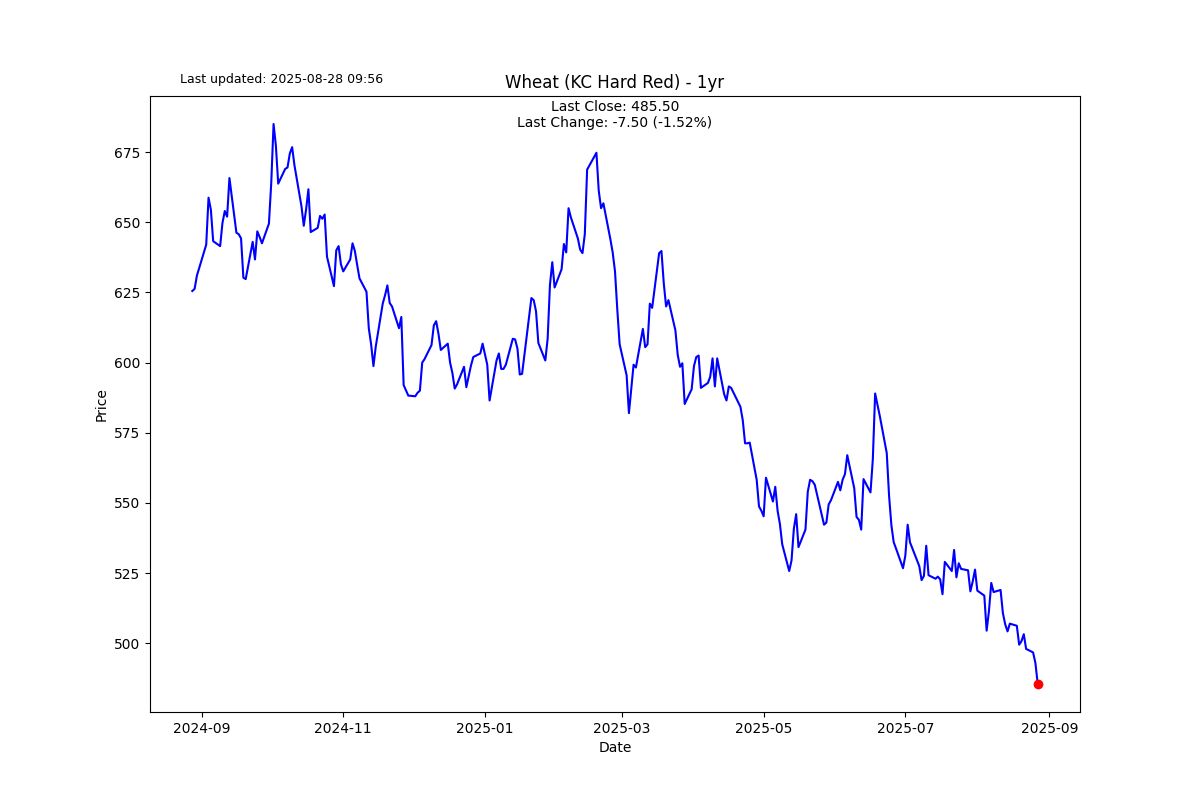 Last updated: 2025-08-28 09:56
Wheat (KC Hard Red) - 1yr
Last Close: 485.50
Last Change: -7.50 (-1.52%)
Price
675
650
625
600
575
550
525
500
2024-09
2024-11
2025-01
2025-03
2025-05
2025-07
2025-09
Date